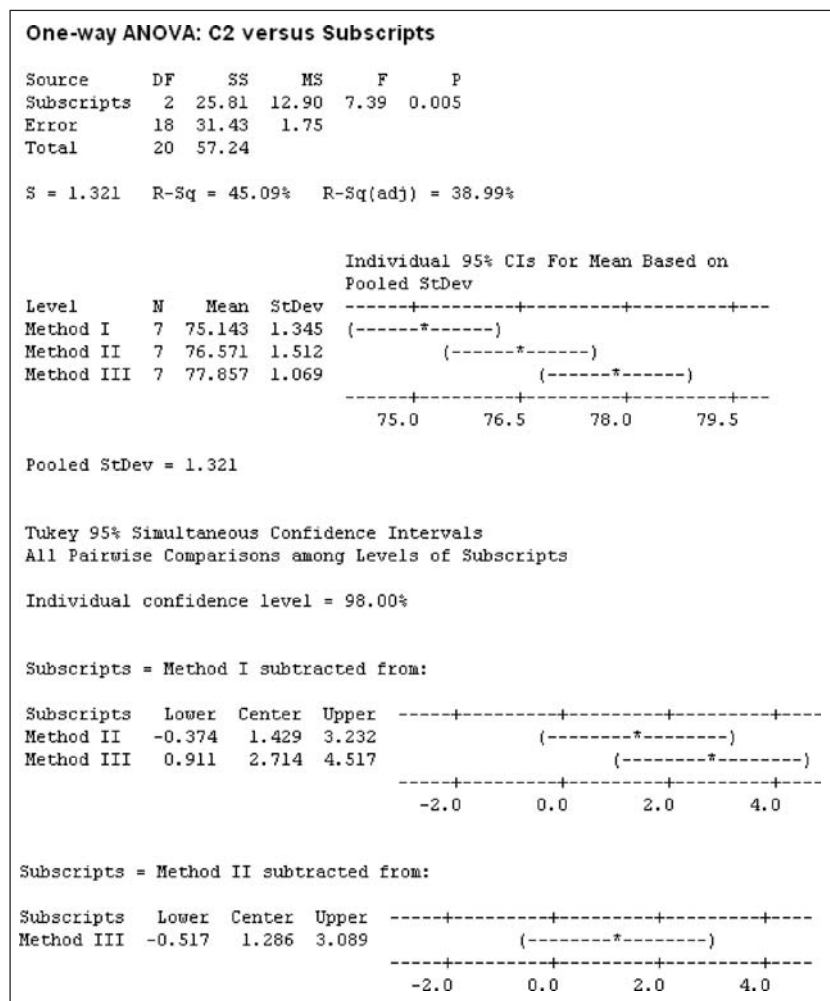 One-way ANOVA: C2 versus Subscripts
Source DF SS MS F P
Subscripts 2 25.81 12.90 7.39 0.005
Error 18 31.43 1.75
Total 20 57.24
S = 1.321 R-Sq = 45.09% R-Sq(adj) = 38.99%
Individual 95% CIs For Mean Based on
Pooled StDev
Level N Mean StDev ------+---------+---------+---------+---
Method I 7 75.143 1.345 (------*------)
Method II 7 76.571 1.512 (------*------)
Method III 7 77.857 1.069 (------*------)
------+---------+---------+---------+---
75.0 76.5 78.0 79.5
Pooled StDev = 1.321
Tukey 95% Simultaneous Confidence Intervals
All Pairwise Comparisons among Levels of Subscripts
Individual confidence level = 98.00%
Subscripts = Method I subtracted from:
Subscripts Lower Center Upper -----+---------+---------+---------+----
Method II -0.374 1.429 3.232 (--------*--------)
Method III 0.911 2.714 4.517 (--------*--------)
-----+---------+---------+---------+----
-2.0 0.0 2.0 4.0
Subscripts = Method II subtracted from:
Subscripts Lower Center Upper -----+---------+---------+---------+----
Method III -0.517 1.286 3.089 (--------*--------)
-----+---------+---------+---------+----
-2.0 0.0 2.0 4.0